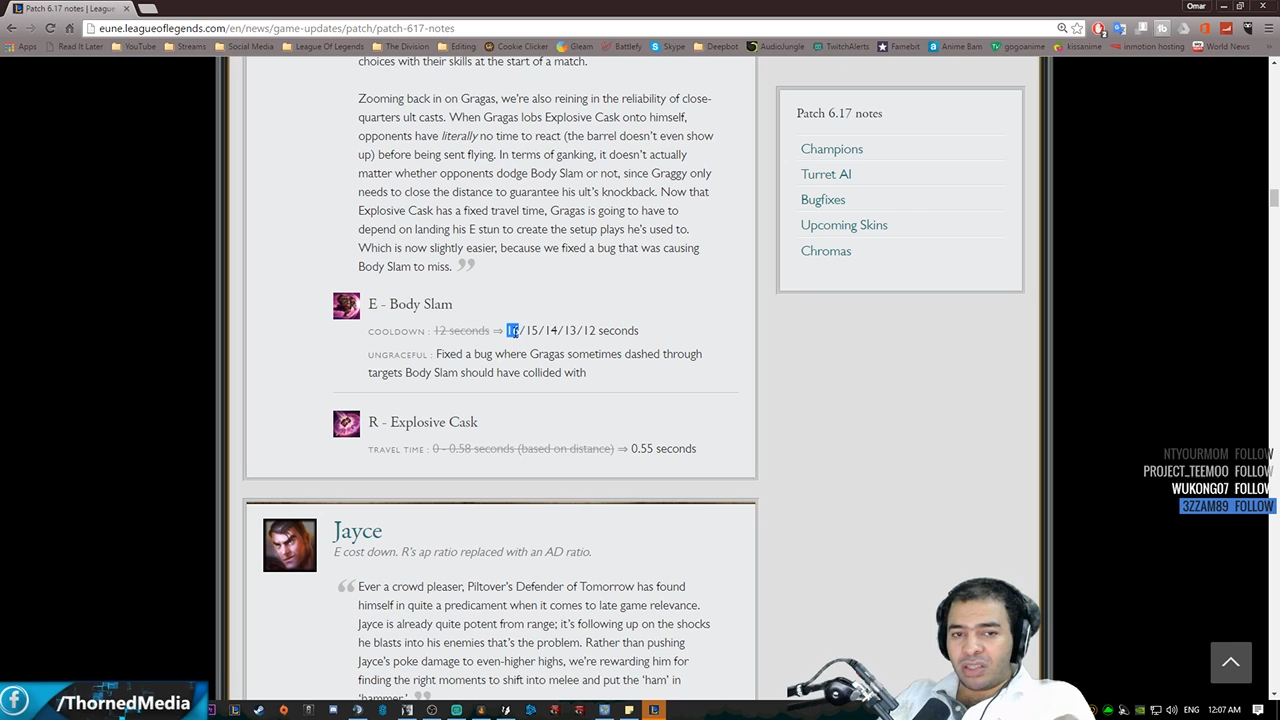 Patch 6.17 notes | League
Omar
eune.leagueoflegends.com/en/news/game-updates/patch/patch-617-notes
Apps Read It Later YouTube Streams Social Media League Of Legends The Division Editing Cookie Clicker Gleam Battlefy Skype Deepbot AudioJungle TwitchAlerts Famebit Anime Bam gogoanime kissanime inmotion hosting World News
choices with their skills at the start of a match.
Zooming back in on Gragas, we're also reining in the reliability of close-
quarters ult casts. When Gragas lobs Explosive Cask onto himself,
opponents have literally no time to react (the barrel doesn't even show
up) before being sent flying. In terms of ganking, it doesn't actually
matter whether opponents dodge Body Slam or not, since Graggy only
needs to close the distance to guarantee his ult's knockback. Now that
Explosive Cask has a fixed travel time, Gragas is going to have to
depend on landing his E stun to create the setup plays he's used to.
Which is now slightly easier, because we fixed a bug that was causing
Body Slam to miss. ”
E - Body Slam
COOLDOWN : 12 seconds ⇒ 16/15/14/13/12 seconds
UNGRACEFUL : Fixed a bug where Gragas sometimes dashed through
targets Body Slam should have collided with
R - Explosive Cask
TRAVEL TIME : 0 - 0.58 seconds (based on distance) ⇒ 0.55 seconds
Jayce
E cost down. R's ap ratio replaced with an AD ratio.
“ Ever a crowd pleaser, Piltover's Defender of Tomorrow has found
himself in quite a predicament when it comes to late game relevance.
Jayce is already quite potent from range; it's following up on the shocks
he blasts into his enemies that's the problem. Rather than pushing
Jayce's poke damage to even-higher highs, we're rewarding him for
finding the right moments to shift into melee and put the 'ham' in
'hammer.' ”
Patch 6.17 notes
Champions
Turret AI
Bugfixes
Upcoming Skins
Chromas
NTYOURMOM FOLLOW
PROJECT_TEEMOO FOLLOW
WUKONG07 FOLLOW
3ZZAM89 FOLLOW
f /ThornedMedia
ENG 12:07 AM